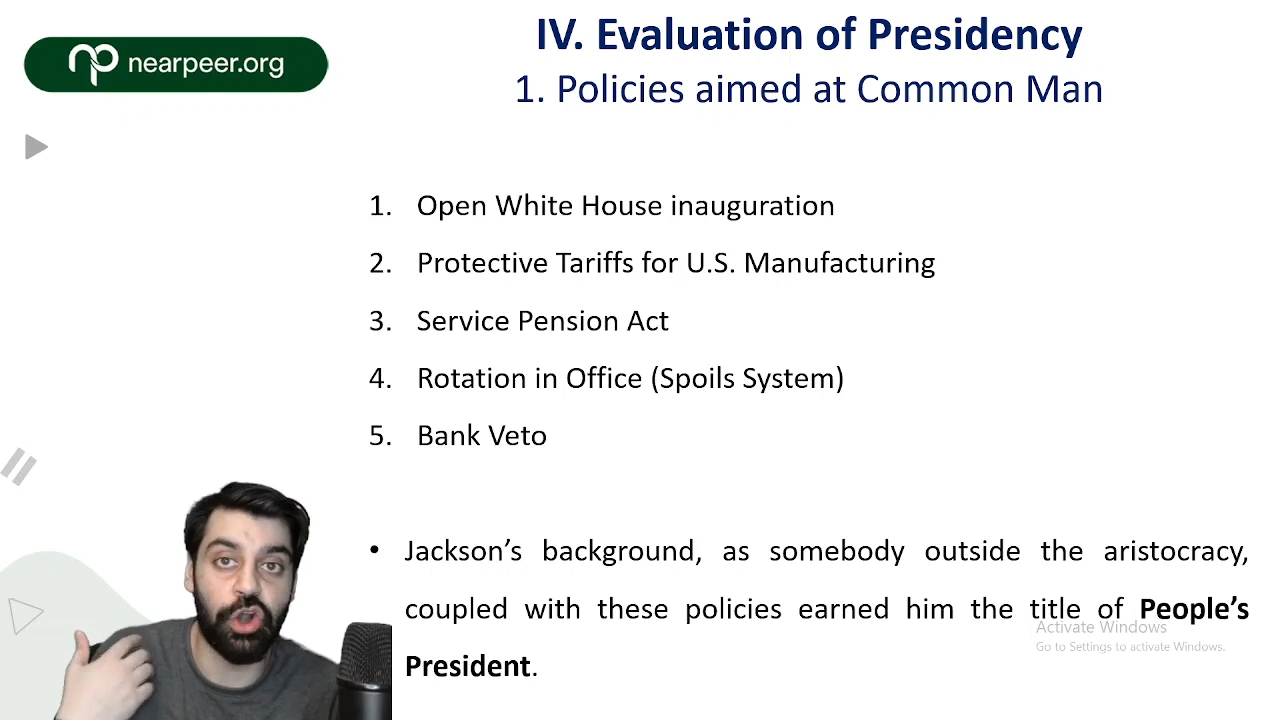 nearpeer.org
IV. Evaluation of Presidency
1. Policies aimed at Common Man
1. Open White House inauguration
2. Protective Tariffs for U.S. Manufacturing
3. Service Pension Act
4. Rotation in Office (Spoils System)
5. Bank Veto
• Jackson’s background, as somebody outside the aristocracy,
coupled with these policies earned him the title of People’s
President.
Activate Windows
Go to Settings to activate Windows.